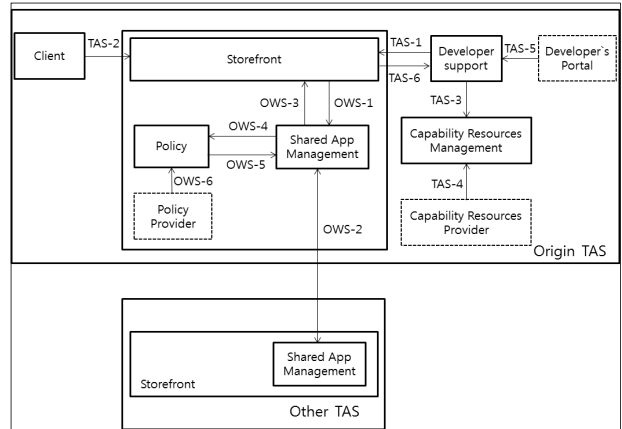 Client
TAS-2
Storefront
TAS-1
TAS-6
Developer
support
TAS-5
Developer`s
Portal
OWS-3
OWS-1
TAS-3
OWS-4
Policy
OWS-5
Shared App
Management
Capability Resources
Management
OWS-6
TAS-4
Policy
Provider
OWS-2
Capability Resources
Provider
Origin TAS
Shared App
Management
Storefront
Other TAS